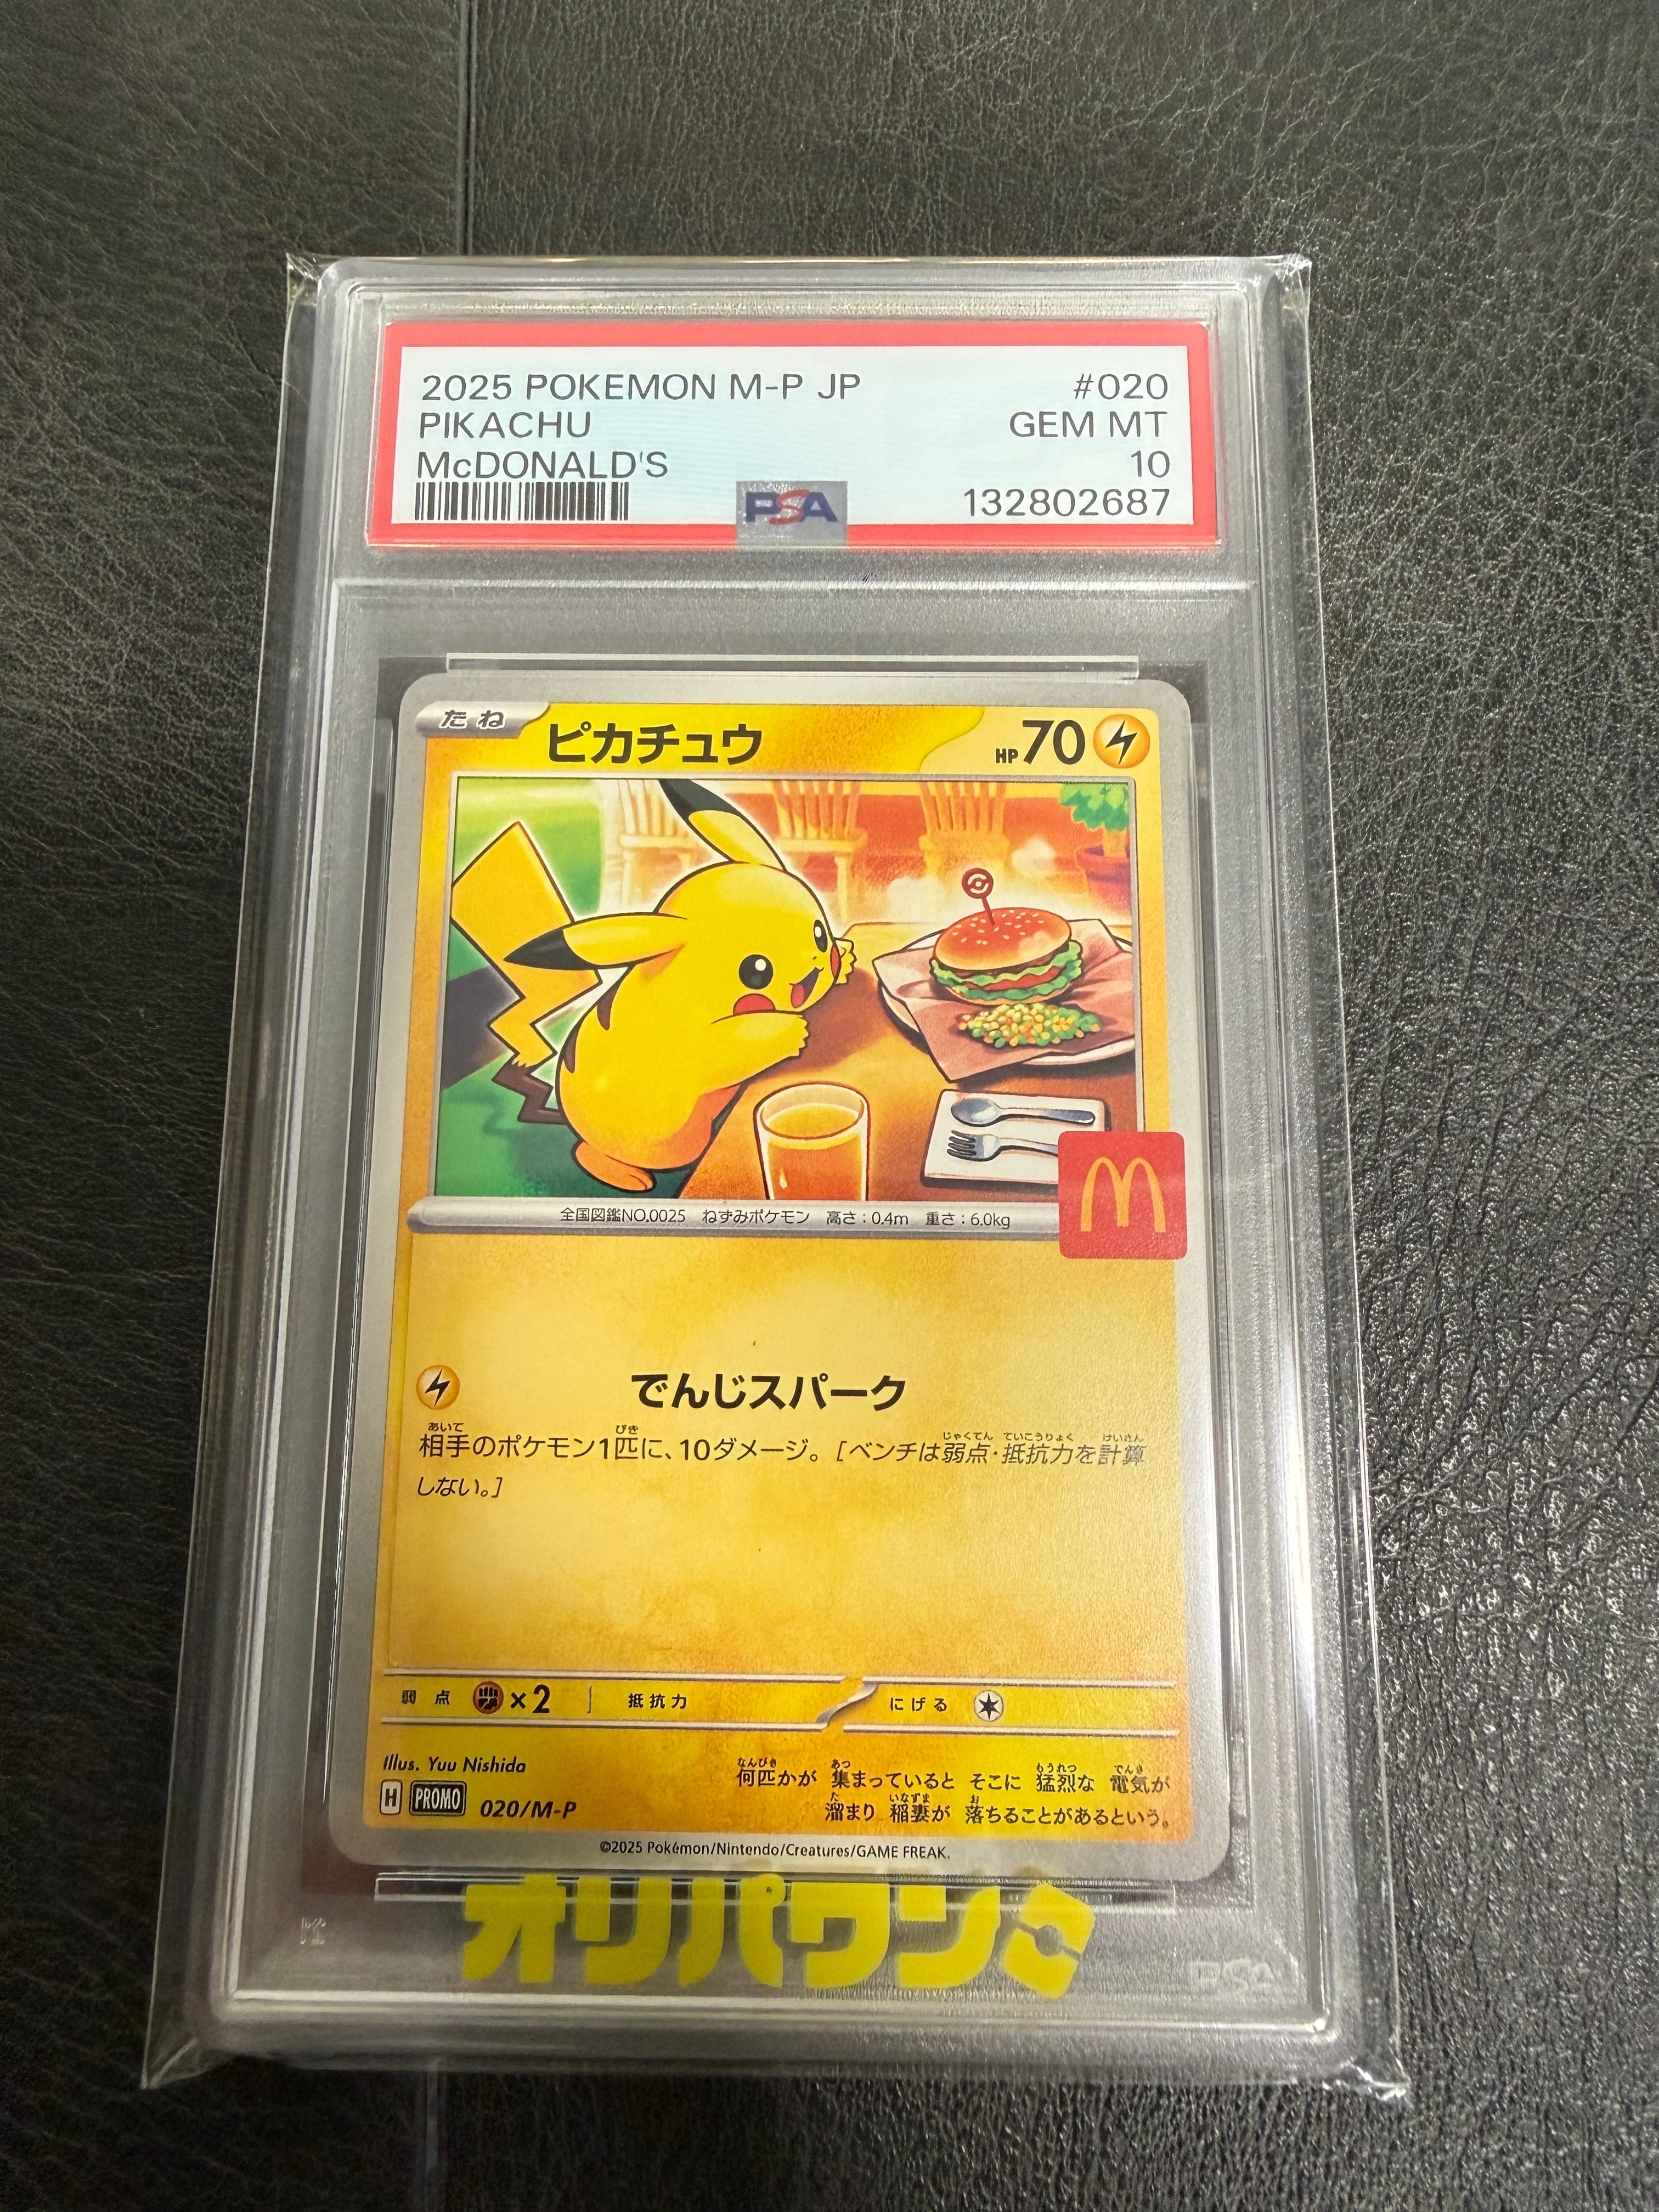 2025 POKEMON M-P JP #020
PIKACHU GEM MT
McDONALD'S 10
PSA 132802687
たね ピカチュウ HP 70
M
全国図鑑NO.0025 ねずみポケモン 高さ：0.4m 重さ：6.0kg
でんじスパーク
相手のポケモン1匹に、10ダメージ。［ベンチは弱点・抵抗力を計算
しない。］
弱点 ×2 抵抗力 にげる
Illus. Yuu Nishida
何匹かが 集まっていると そこに 猛烈な 電気が
H PROMO 020/M-P
溜まり 稲妻が 落ちることがあるという。
©2025 Pokémon/Nintendo/Creatures/GAME FREAK.
オリパワン
PSA